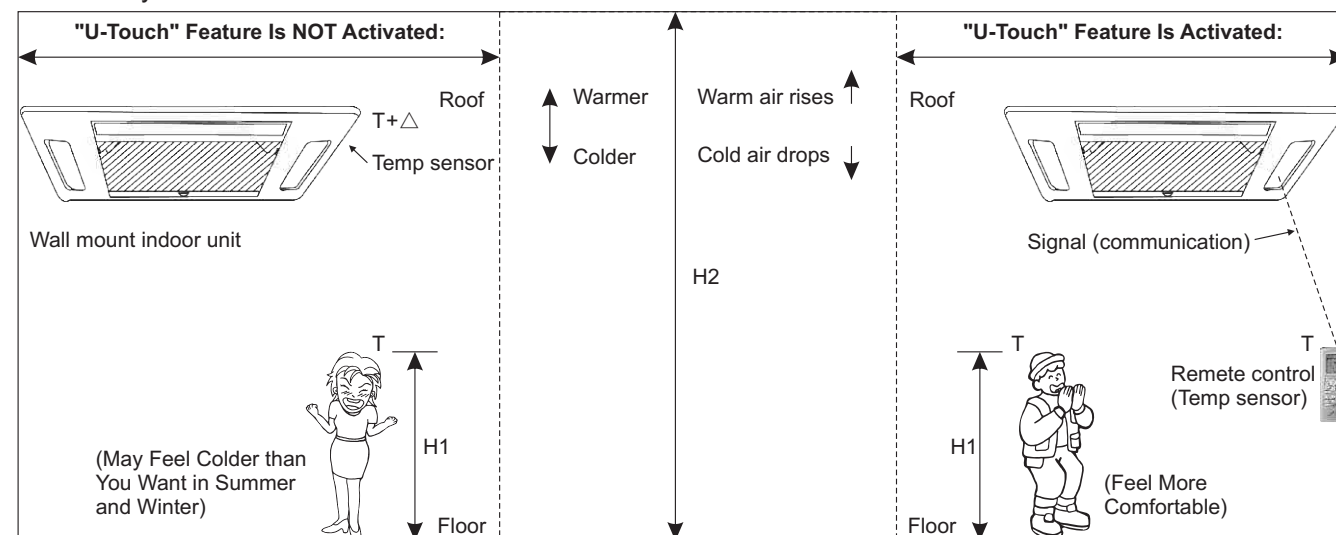 "U-Touch" Feature Is NOT Activated:
Roof
T+△
Temp sensor
Wall mount indoor unit
T
H1
(May Feel Colder than
You Want in Summer
and Winter)
Floor
Warmer
Colder
Warm air rises
Cold air drops
H2
"U-Touch" Feature Is Activated:
Roof
Signal (communication)
T
T
Remete control
(Temp sensor)
H1
(Feel More
Comfortable)
Floor